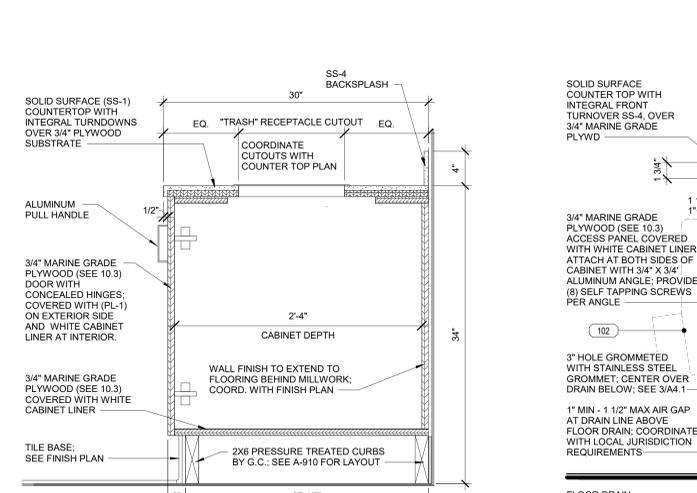 SS-4
BACKSPLASH
30"
SOLID SURFACE (SS-1)
COUNTERTOP WITH
INTEGRAL TURNDOWNS
OVER 3/4" PLYWOOD
SUBSTRATE
EQ.
"TRASH" RECEPTACLE CUTOUT
EQ.
COORDINATE
CUTOUTS WITH
COUNTER TOP PLAN
4"
ALUMINUM
PULL HANDLE
1/2"
3/4" MARINE GRADE
PLYWOOD (SEE 10.3)
DOOR WITH
CONCEALED HINGES;
COVERED WITH (PL-1)
ON EXTERIOR SIDE
AND WHITE CABINET
LINER AT INTERIOR.
2'-4"
CABINET DEPTH
34"
WALL FINISH TO EXTEND TO
FLOORING BEHIND MILLWORK;
COORD. WITH FINISH PLAN
3/4" MARINE GRADE
PLYWOOD (SEE 10.3)
COVERED WITH WHITE
CABINET LINER
TILE BASE;
SEE FINISH PLAN
2X6 PRESSURE TREATED CURBS
BY G.C.; SEE A-910 FOR LAYOUT
SOLID SURFACE
COUNTER TOP WITH
INTEGRAL FRONT
TURNOVER SS-4, OVER
3/4" MARINE GRADE
PLYWD
1 3/4"
1"
3/4" MARINE GRADE
PLYWOOD (SEE 10.3)
ACCESS PANEL COVERED
WITH WHITE CABINET LINER
ATTACH AT BOTH SIDES OF
CABINET WITH 3/4" X 3/4'
ALUMINUM ANGLE; PROVIDE
(8) SELF TAPPING SCREWS
PER ANGLE
102
3" HOLE GROMMETED
WITH STAINLESS STEEL
GROMMET; CENTER OVER
DRAIN BELOW; SEE 3/A4.1
1" MIN - 1 1/2" MAX AIR GAP
AT DRAIN LINE ABOVE
FLOOR DRAIN; COORDINATE
WITH LOCAL JURISDICTION
REQUIREMENTS
FLOOR DRAIN